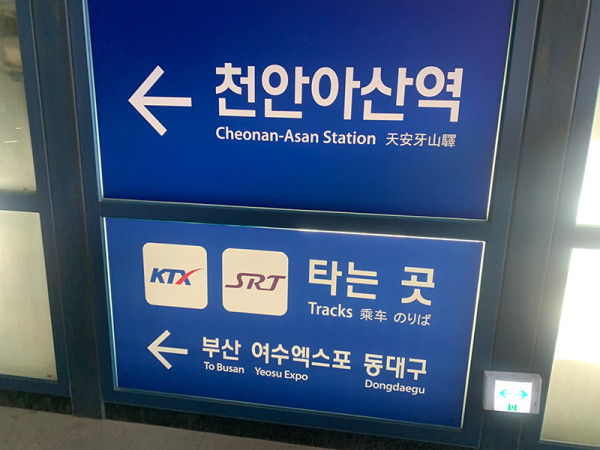 ← 천안아산역
Cheonan-Asan Station 天安牙山驛
KTX SRT 타는 곳
Tracks 乘车 のりば
← 부산 여수엑스포 동대구
To Busan Yeosu Expo Dongdaegu